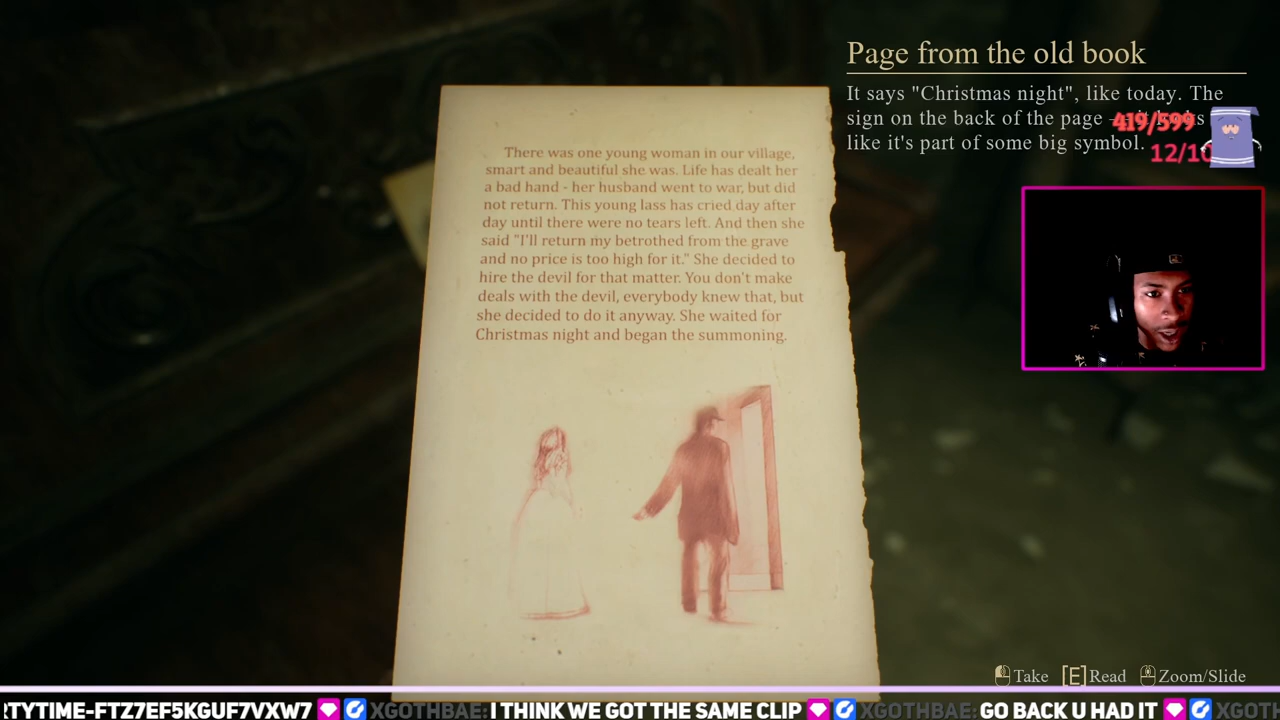 Page from the old book
It says "Christmas night", like today. The
sign on the back of the page
like it's part of some big symbol.
419/599
12/10
There was one young woman in our village,
smart and beautiful she was. Life has dealt her
a bad hand - her husband went to war, but did
not return. This young lass has cried day after
day until there were no tears left. And then she
said "I'll return my betrothed from the grave
and no price is too high for it." She decided to
hire the devil for that matter. You don't make
deals with the devil, everybody knew that, but
she decided to do it anyway. She waited for
Christmas night and began the summoning.
Take [E]Read Zoom/Slide
RTYTIME-FTZ7EF5KGUF7VXW7 XGOTHBAE: I THINK WE GOT THE SAME CLIP XGOTHBAE: GO BACK U HAD IT XGOTH